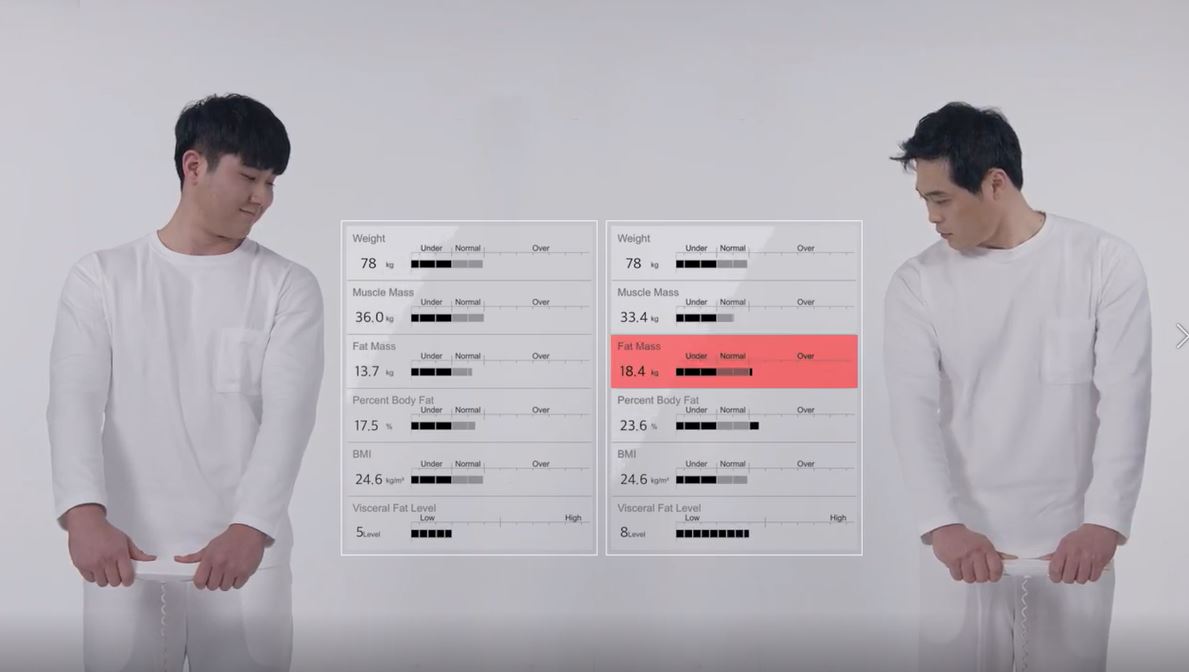 Weight
Under Normal Over
78 kg
Muscle Mass
Under Normal Over
36.0 kg
Fat Mass
Under Normal Over
13.7 kg
Percent Body Fat
Under Normal Over
17.5 %
BMI
Under Normal Over
24.6 kg/m²
Visceral Fat Level
Low High
5 Level
Weight
Under Normal Over
78 kg
Muscle Mass
Under Normal Over
33.4 kg
Fat Mass
Under Normal Over
18.4 kg
Percent Body Fat
Under Normal Over
23.6 %
BMI
Under Normal Over
24.6 kg/m²
Visceral Fat Level
Low High
8 Level